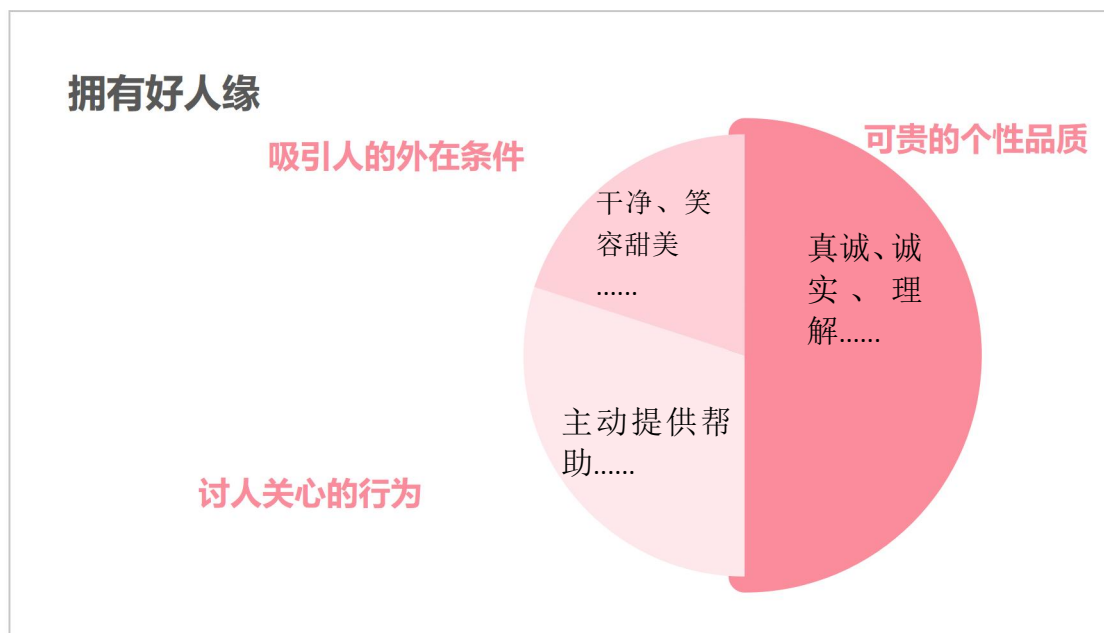 拥有好人缘
吸引人的外在条件
可贵的个性品质
干净、笑
容甜美
......
真诚、诚
实、理
解......
主动提供帮
助......
讨人关心的行为